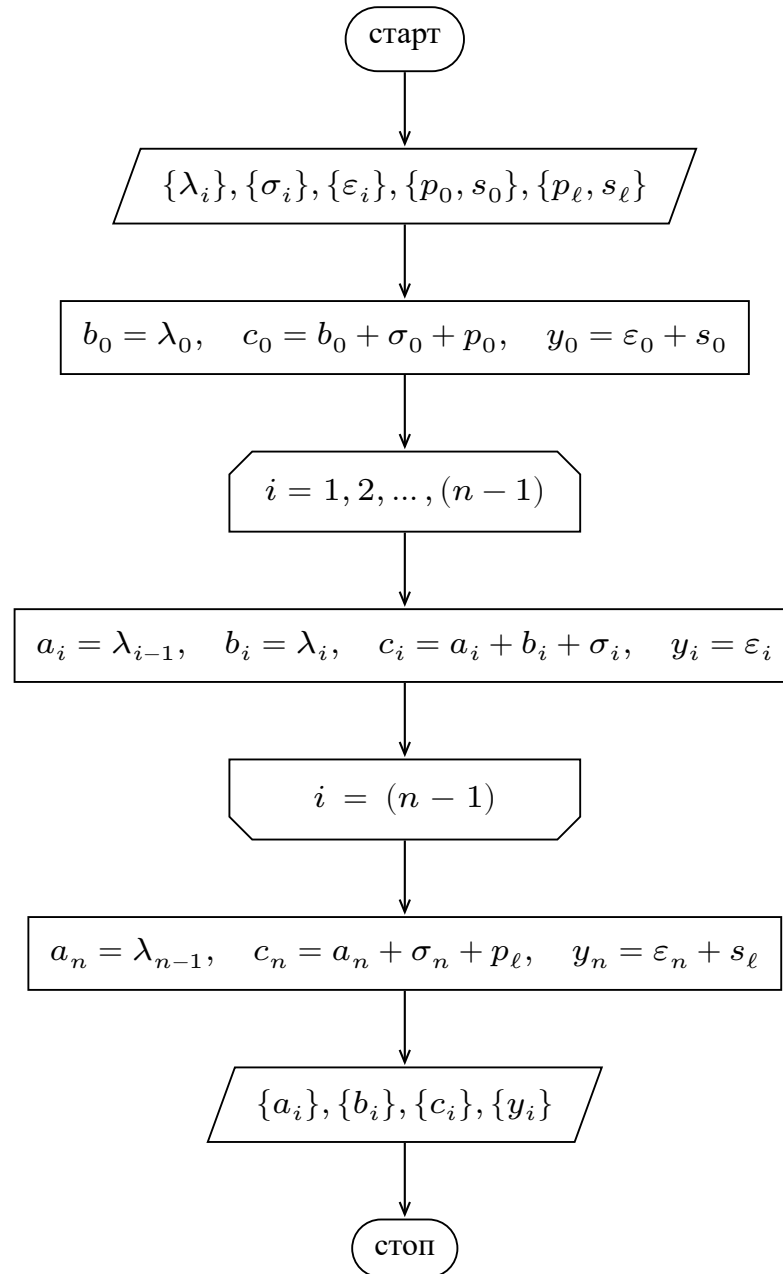 старт
{λ_i}, {σ_i}, {ε_i}, {p_0, s_0}, {p_ℓ, s_ℓ}
b_0 = λ_0, c_0 = b_0 + σ_0 + p_0, y_0 = ε_0 + s_0
i = 1, 2, ... , (n − 1)
a_i = λ_{i−1}, b_i = λ_i, c_i = a_i + b_i + σ_i, y_i = ε_i
i = (n − 1)
a_n = λ_{n−1}, c_n = a_n + σ_n + p_ℓ, y_n = ε_n + s_ℓ
{a_i}, {b_i}, {c_i}, {y_i}
стоп